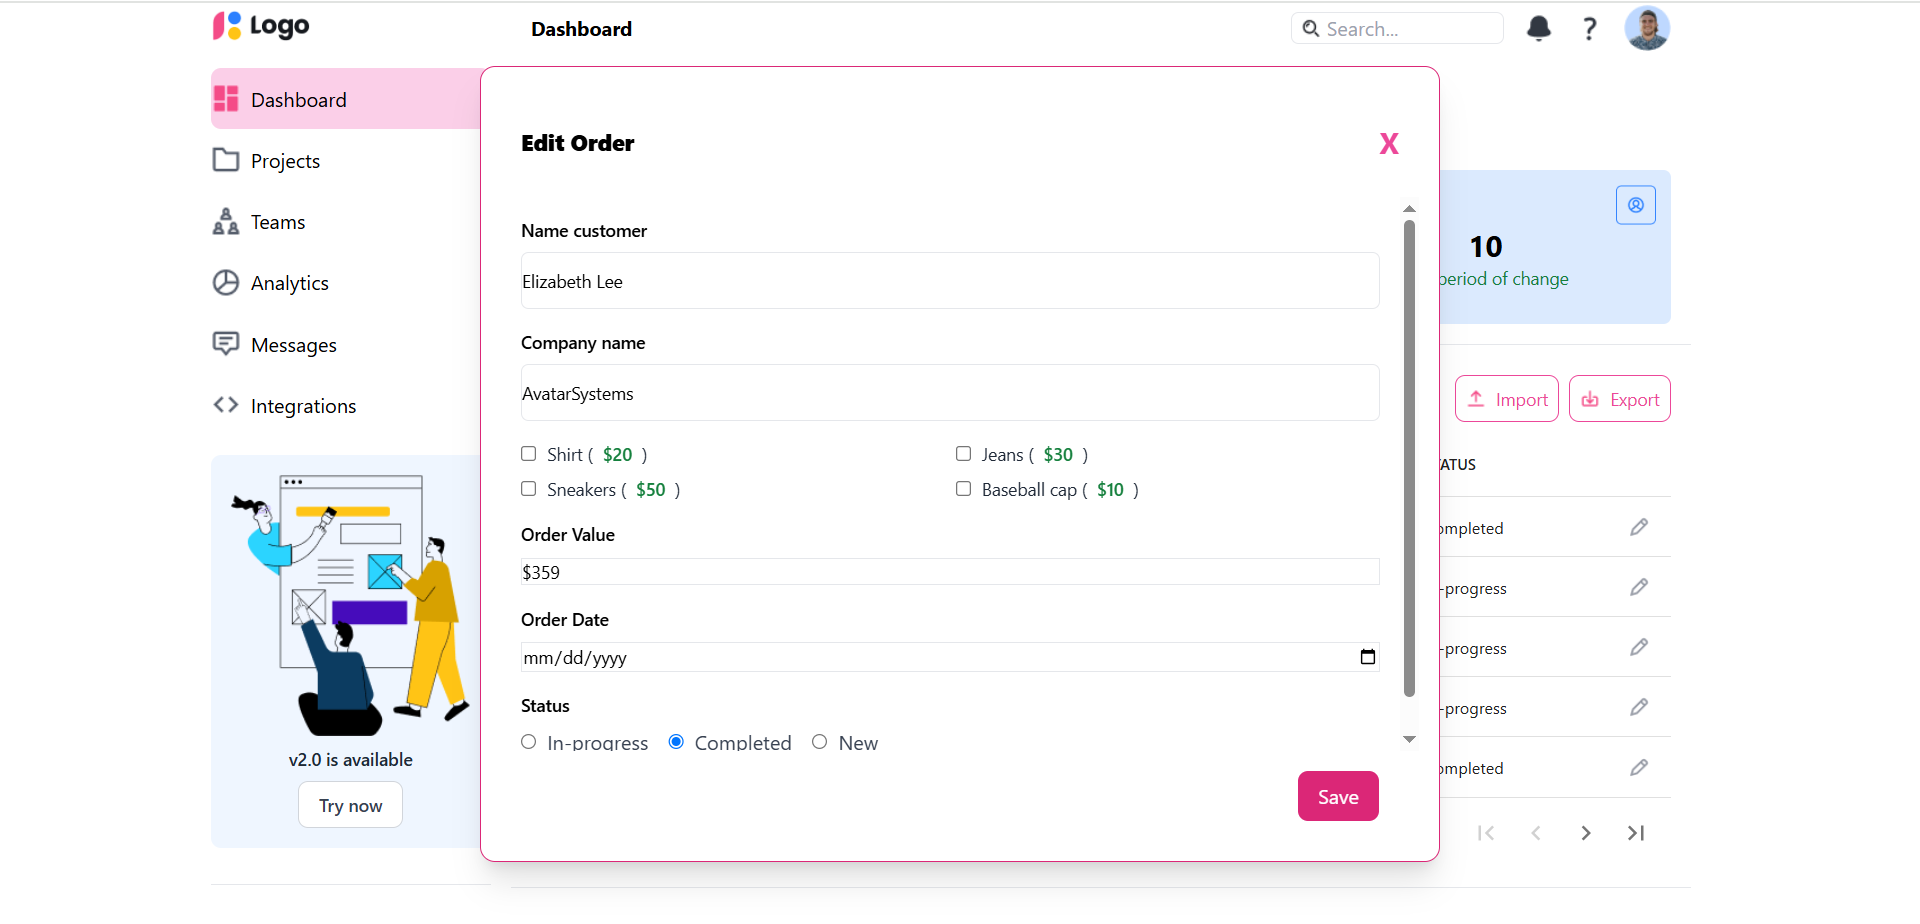 Logo
Dashboard
Search...
?
Dashboard
Projects
Teams
Analytics
Messages
Integrations
v2.0 is available
Try now
Edit Order
X
Name customer
Elizabeth Lee
Company name
AvatarSystems
Shirt ( $20 )
Jeans ( $30 )
Sneakers ( $50 )
Baseball cap ( $10 )
Order Value
$359
Order Date
mm/dd/yyyy
Status
In-progress
Completed
New
Save
10
period of change
Import
Export
ATUS
ompleted
-progress
-progress
-progress
ompleted